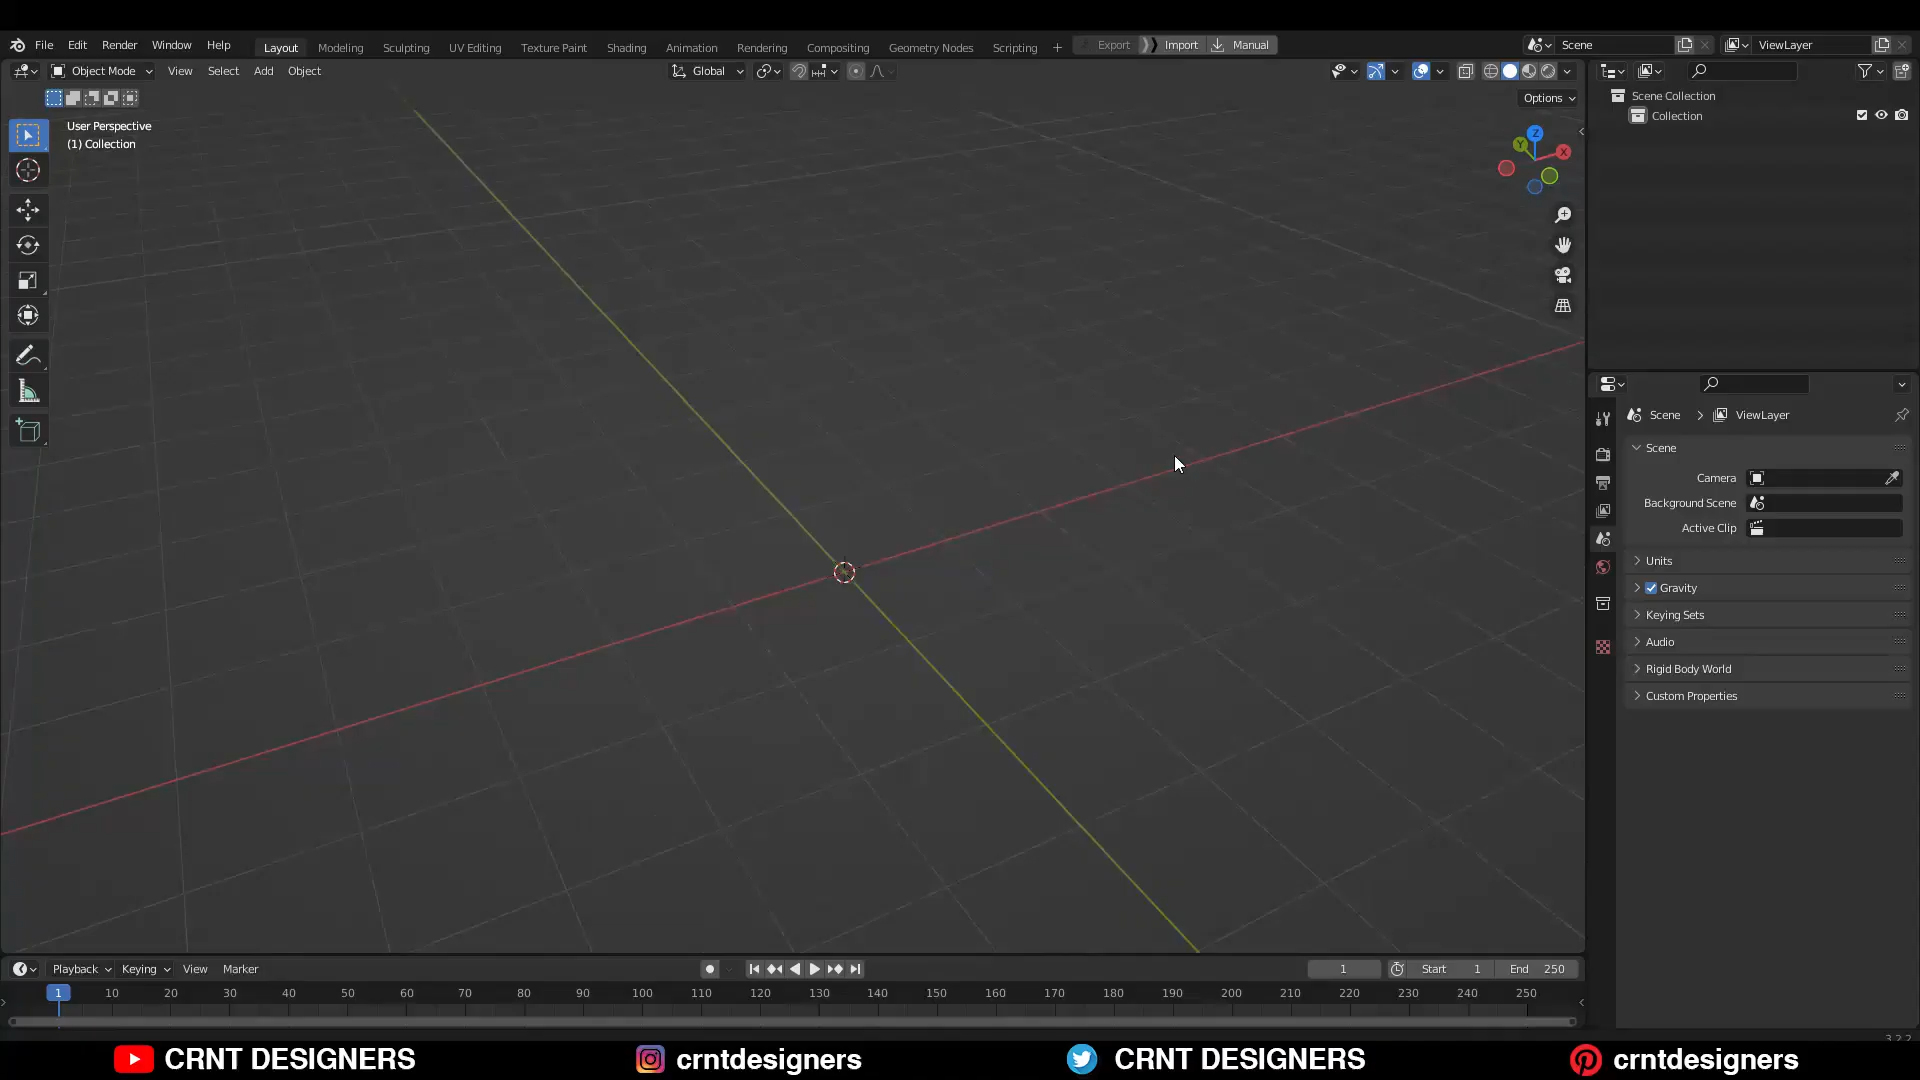 File Edit Render Window Help Layout Modeling Sculpting UV Editing Texture Paint Shading Animation Rendering Compositing Geometry Nodes Scripting + Export Import Manual Scene ViewLayer
Object Mode View Select Add Object Global
Options
User Perspective
(1) Collection
Z
Y
X
Scene Collection
Collection
Scene ViewLayer
Scene
Camera
Background Scene
Active Clip
Units
Gravity
Keying Sets
Audio
Rigid Body World
Custom Properties
Playback Keying View Marker 1 Start 1 End 250
1 10 20 30 40 50 60 70 80 90 100 110 120 130 140 150 160 170 180 190 200 210 220 230 240 250
3.2.2
CRNT DESIGNERS crntdesigners CRNT DESIGNERS crntdesigners